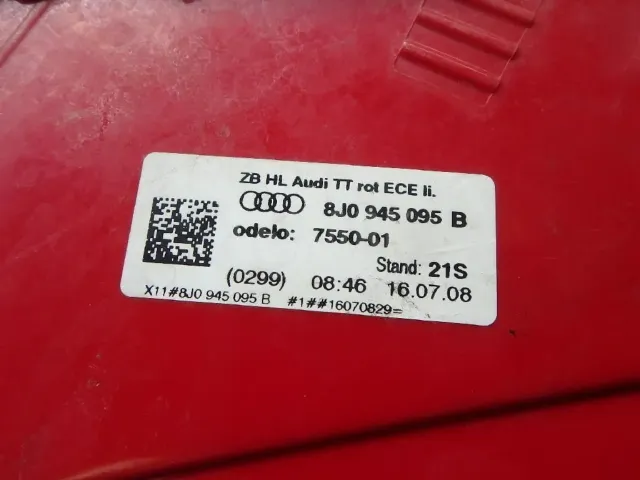 ZB HL Audi TT rot ECE li.
8J0 945 095 B
odelo: 7550-01
Stand: 21S
(0299) 08:46 16.07.08
X11#8J0 945 095 B #1##16070829=